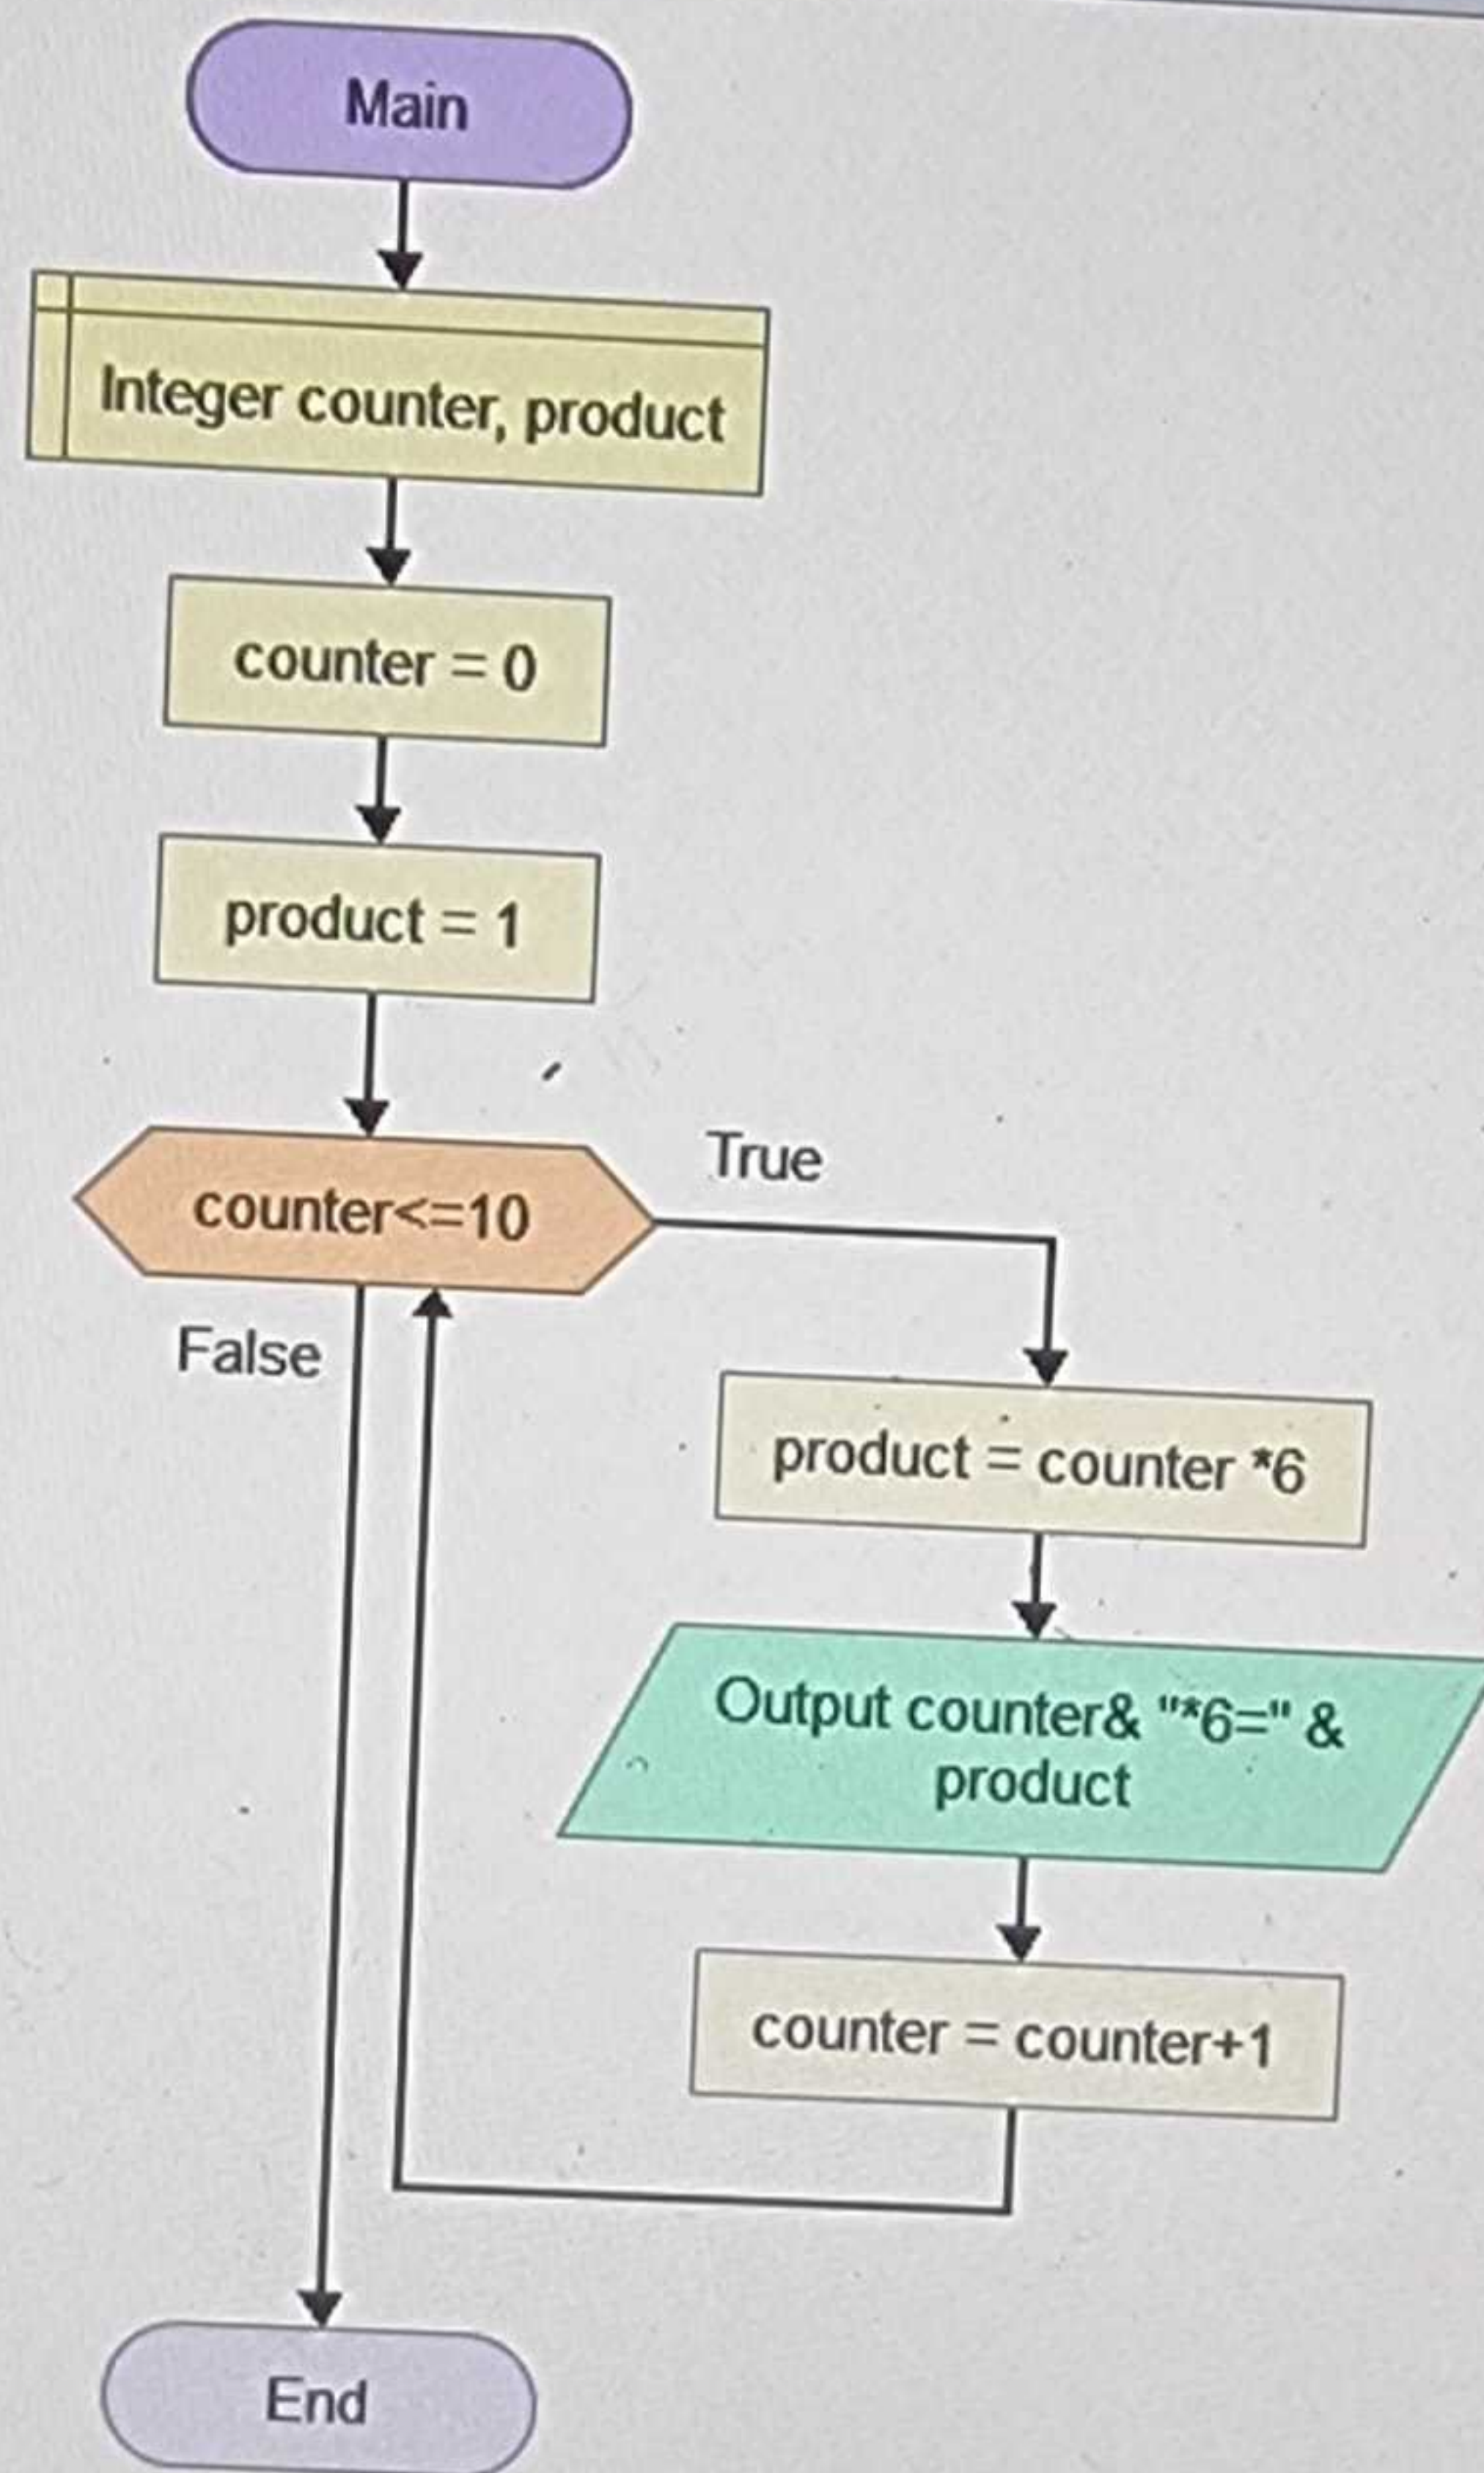 Main
Integer counter, product
counter = 0
product = 1
counter<=10
True
False
product = counter *6
Output counter& "*6=" &
product
counter = counter+1
End